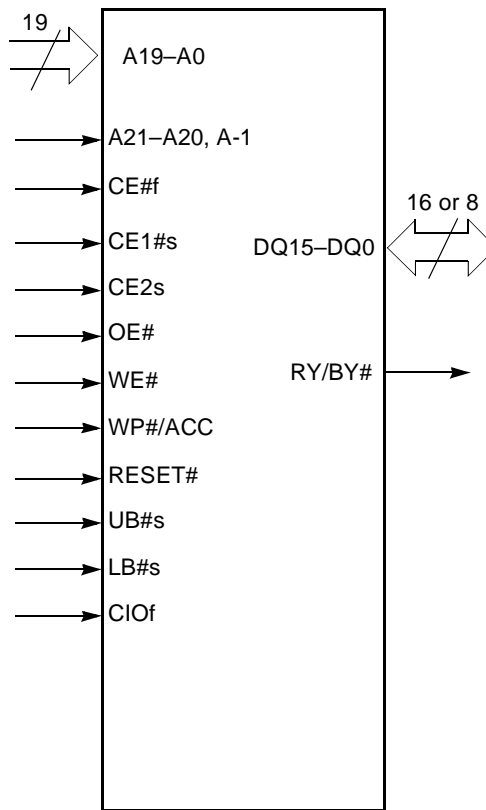 19
A19–A0
A21–A20, A-1
CE#f
16 or 8
CE1#s
DQ15–DQ0
CE2s
OE#
WE#
RY/BY#
WP#/ACC
RESET#
UB#s
LB#s
CIOf